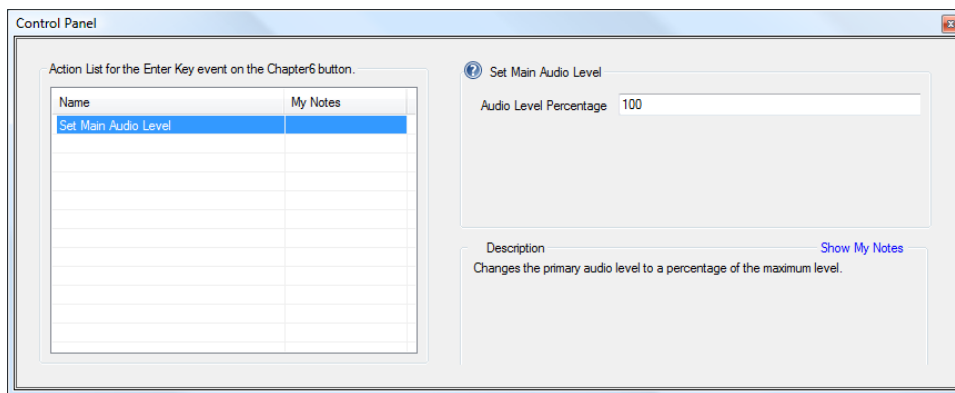 Control Panel
Action List for the Enter Key event on the Chapter6 button.
Name My Notes
Set Main Audio Level
Set Main Audio Level
Audio Level Percentage 100
Description Show My Notes
Changes the primary audio level to a percentage of the maximum level.